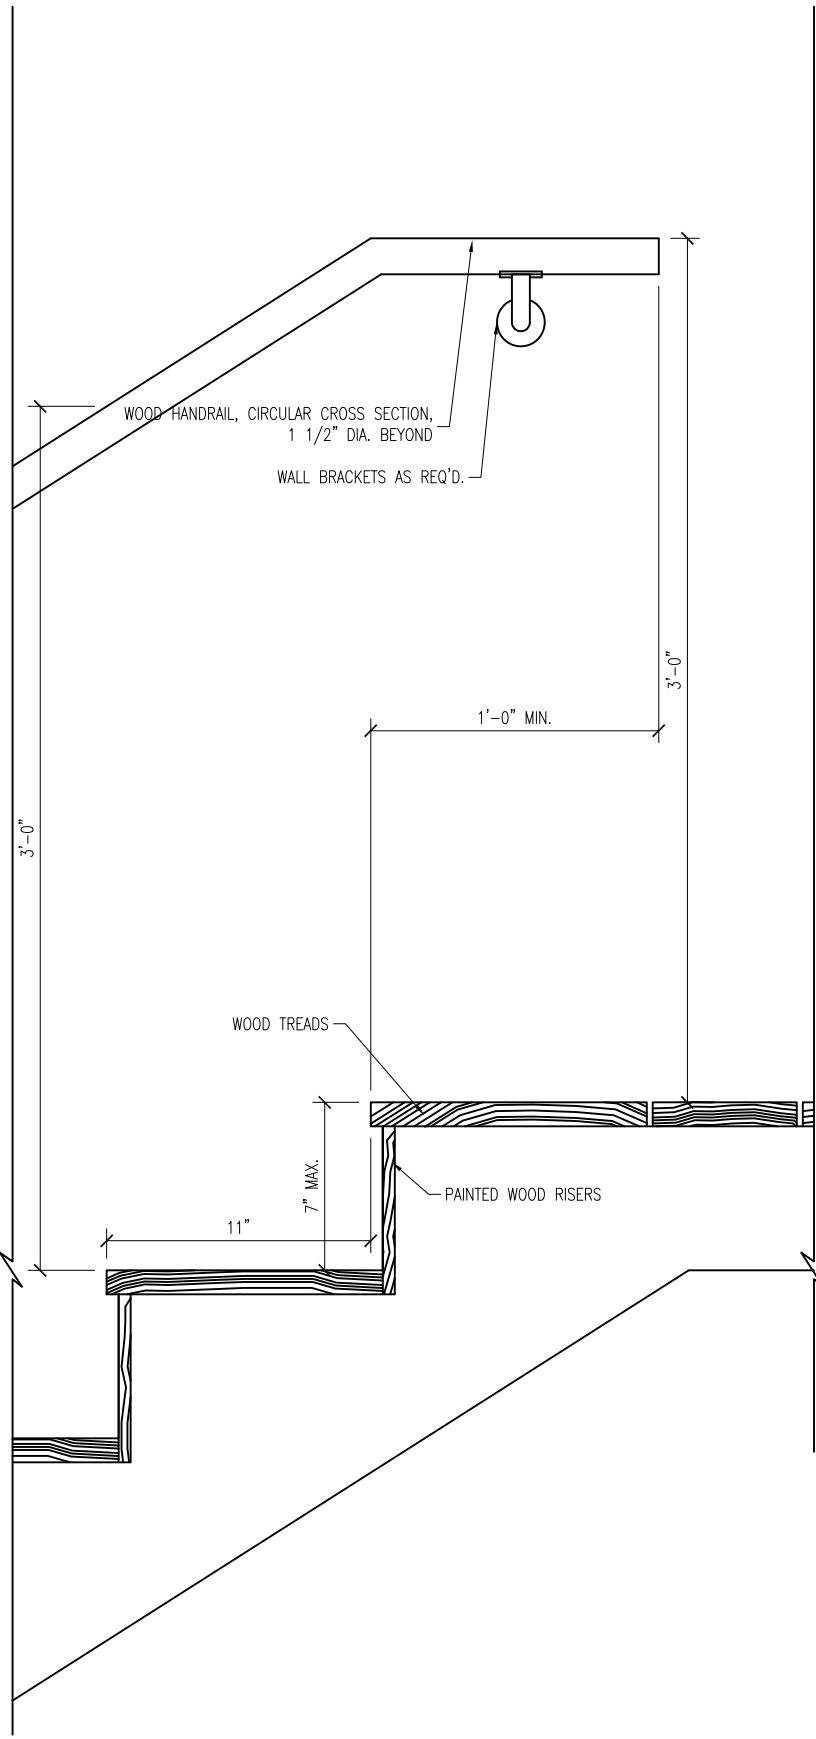 WOOD HANDRAIL, CIRCULAR CROSS SECTION,
1 1/2" DIA. BEYOND
WALL BRACKETS AS REQ'D.
3'-0"
1'-0" MIN.
3'-0"
WOOD TREADS
7" MAX.
PAINTED WOOD RISERS
11"